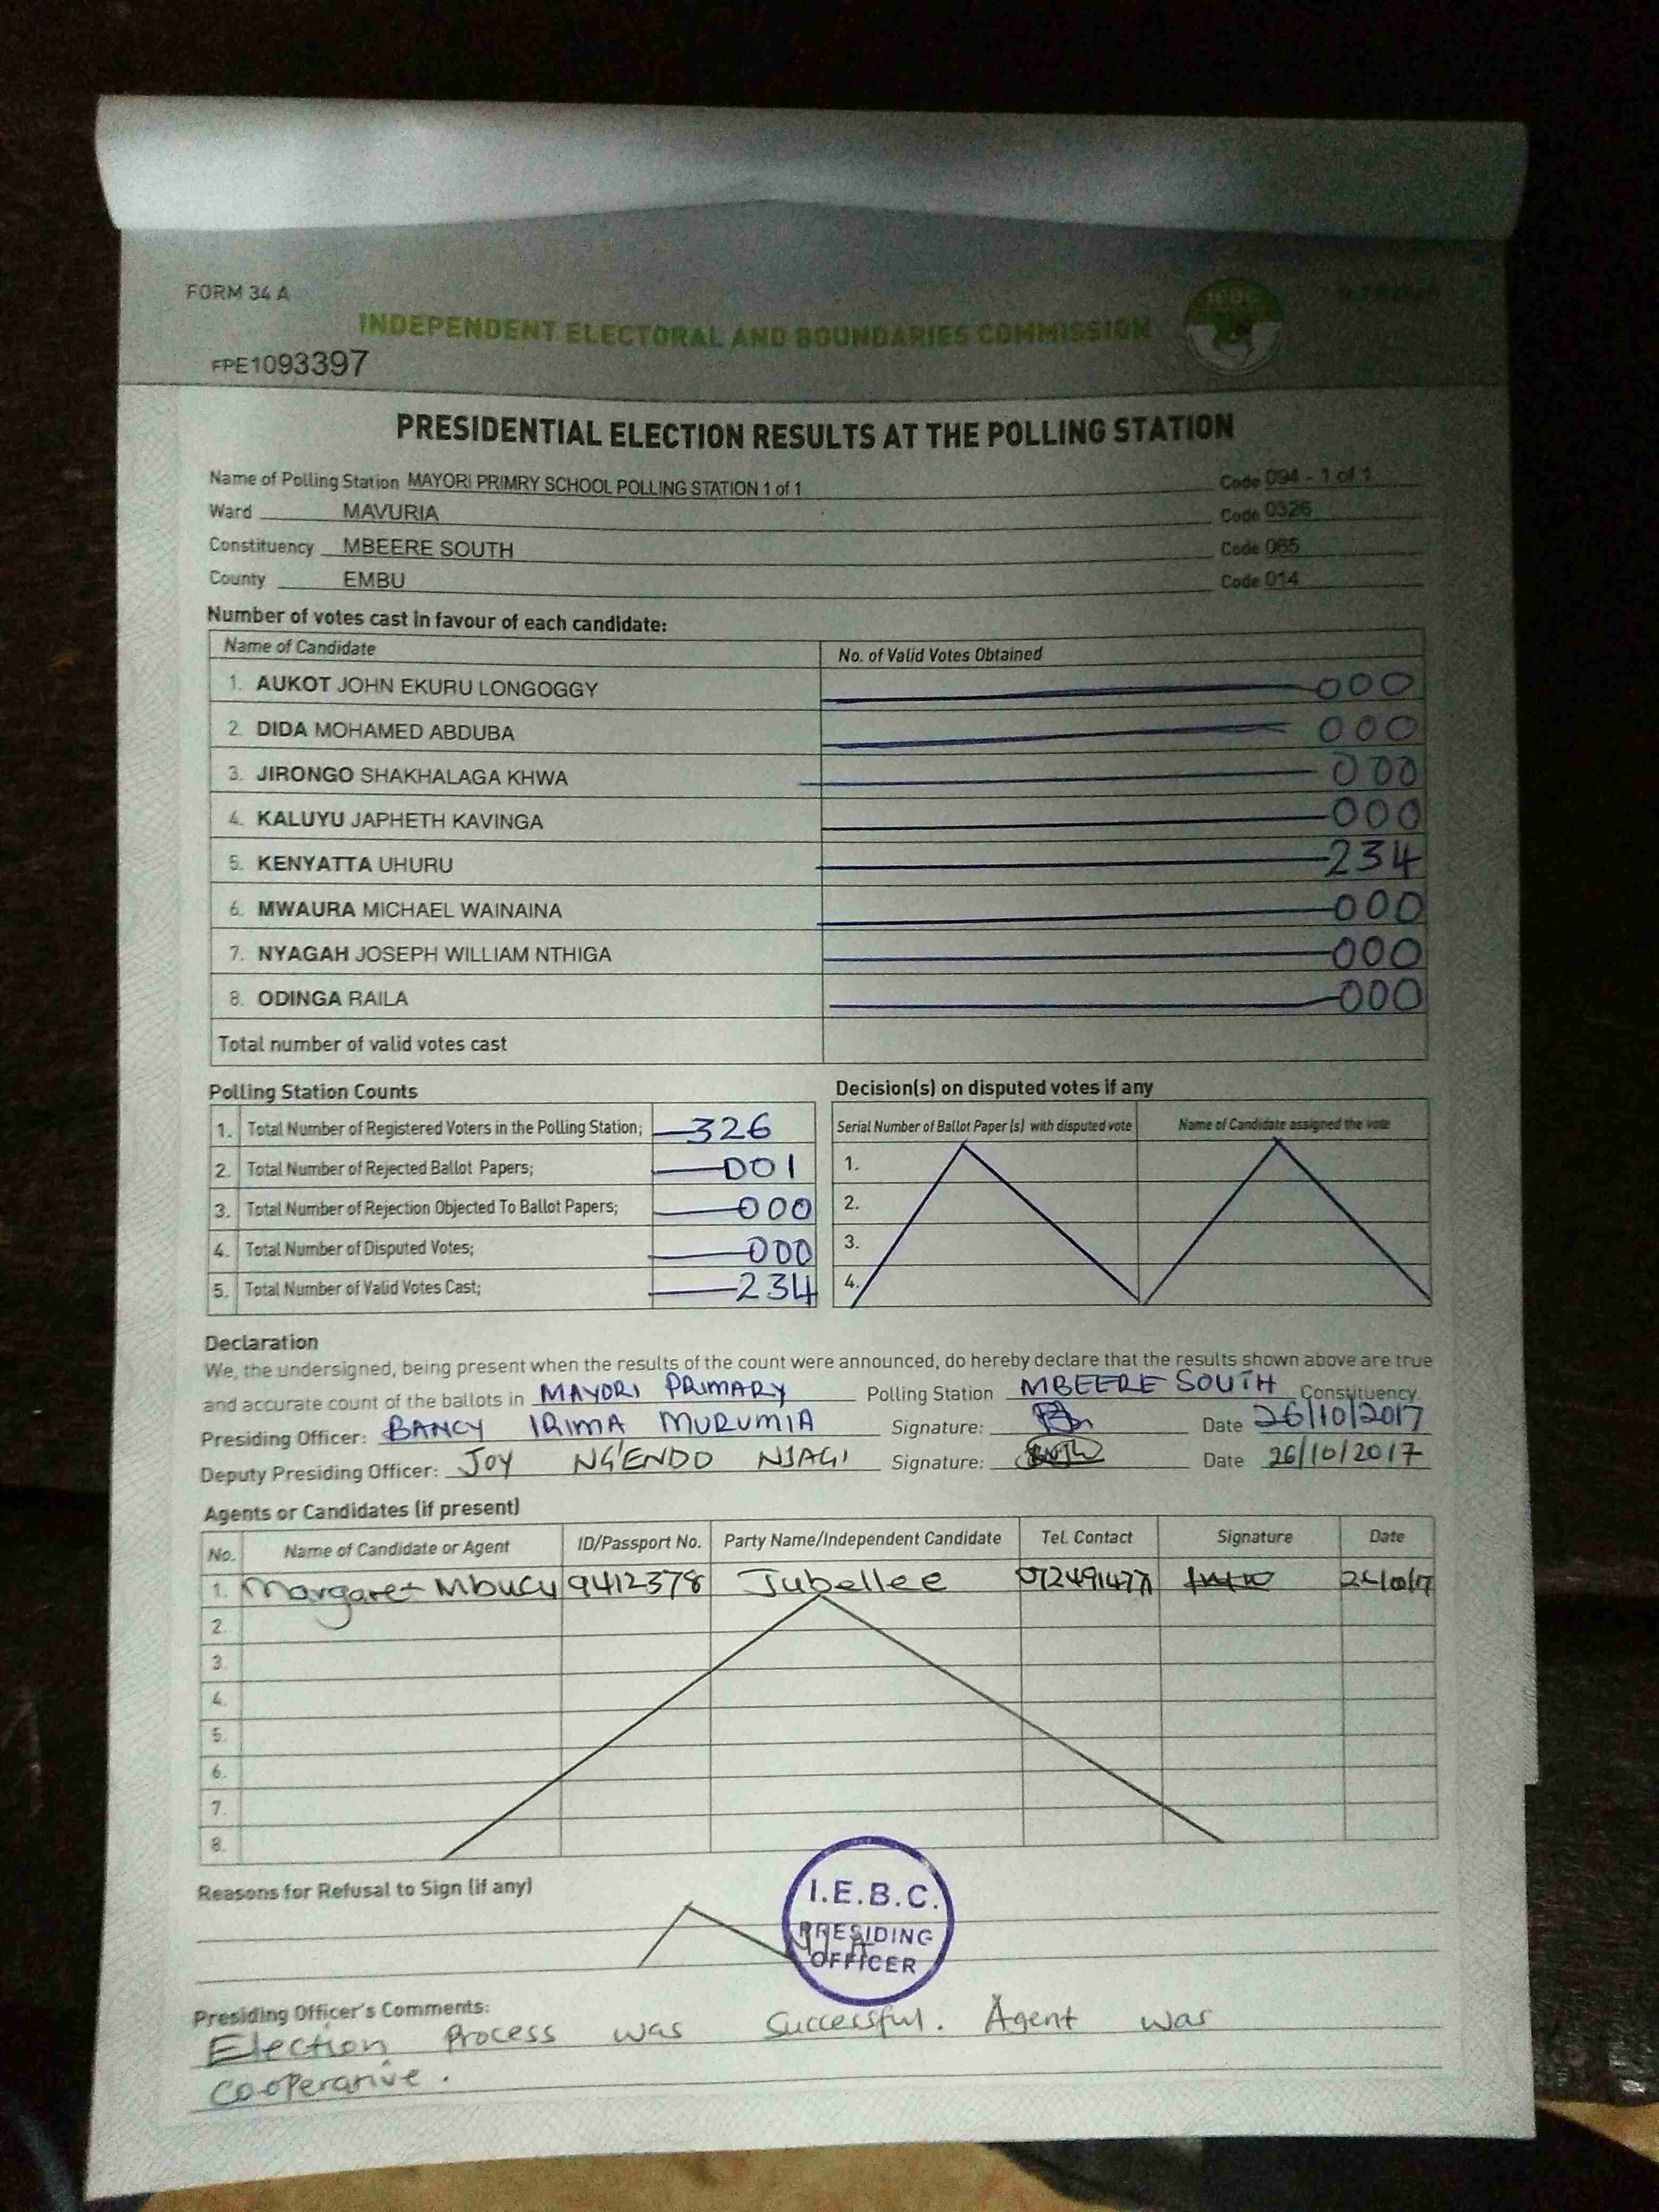 FORM 34 A
INDEPENDENT ELECTORAL AND BOUNDARIES COMMISSION
IEBC
FPE1093397
PRESIDENTIAL ELECTION RESULTS AT THE POLLING STATION
Name of Polling Station MAYORI PRIMRY SCHOOL POLLING STATION 1 of 1 Code 094 - 1 of 1
Ward MAVURIA Code 0326
Constituency MBEERE SOUTH Code 065
County EMBU Code 014
Number of votes cast in favour of each candidate:
Name of Candidate No. of Valid Votes Obtained
1. AUKOT JOHN EKURU LONGOGGY 000
2. DIDA MOHAMED ABDUBA 000
3. JIRONGO SHAKHALAGA KHWA 000
4. KALUYU JAPHETH KAVINGA 000
5. KENYATTA UHURU 234
6. MWAURA MICHAEL WAINAINA 000
7. NYAGAH JOSEPH WILLIAM NTHIGA 000
8. ODINGA RAILA 000
Total number of valid votes cast
Polling Station Counts Decision(s) on disputed votes if any
Serial Number of Ballot Paper (s) with disputed vote Name of Candidate assigned the vote
1. Total Number of Registered Voters in the Polling Station; 326
2. Total Number of Rejected Ballot Papers; 001 1.
3. Total Number of Rejection Objected To Ballot Papers; 000 2.
4. Total Number of Disputed Votes; 000 3.
5. Total Number of Valid Votes Cast; 234 4.
Declaration
We, the undersigned, being present when the results of the count were announced, do hereby declare that the results shown above are true
and accurate count of the ballots in MAYORI PRIMARY Polling Station MBEERE SOUTH Constituency.
Presiding Officer: BANCY IRIMA MURUMIA Signature: Date 26/10/2017
Deputy Presiding Officer: JOY NG'ENDO NJAGI Signature: Date 26/10/2017
Agents or Candidates (if present)
No. Name of Candidate or Agent ID/Passport No. Party Name/Independent Candidate Tel. Contact Signature Date
1. Margaret Mbucu 9412378 Jubellee
2.
3.
4.
5.
6.
7.
8.
Reasons for Refusal to Sign (if any)
N/A
I.E.B.C.
PRESIDING
OFFICER
Presiding Officer's Comments:
Election Process was Successful. Agent was
Cooperative.